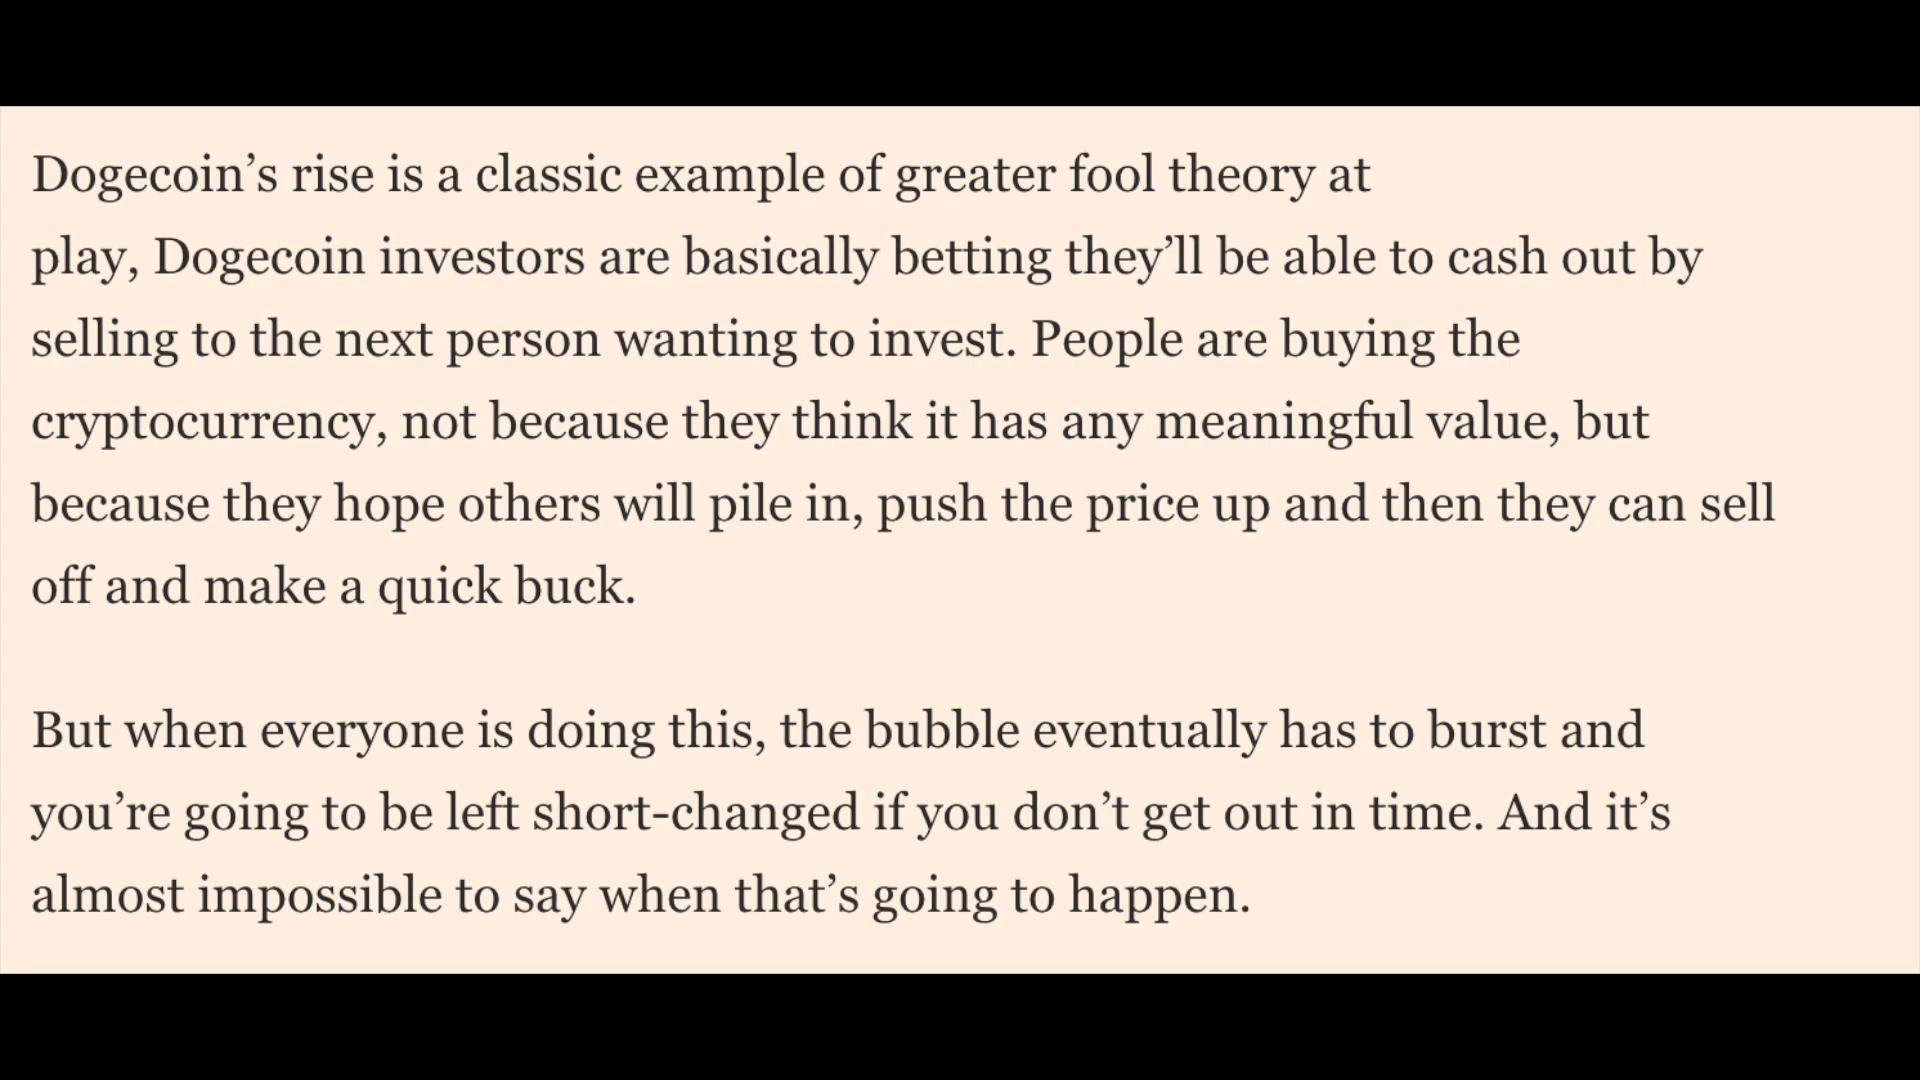 Dogecoin’s rise is a classic example of greater fool theory at
play, Dogecoin investors are basically betting they’ll be able to cash out by
selling to the next person wanting to invest. People are buying the
cryptocurrency, not because they think it has any meaningful value, but
because they hope others will pile in, push the price up and then they can sell
off and make a quick buck.
But when everyone is doing this, the bubble eventually has to burst and
you’re going to be left short-changed if you don’t get out in time. And it’s
almost impossible to say when that’s going to happen.